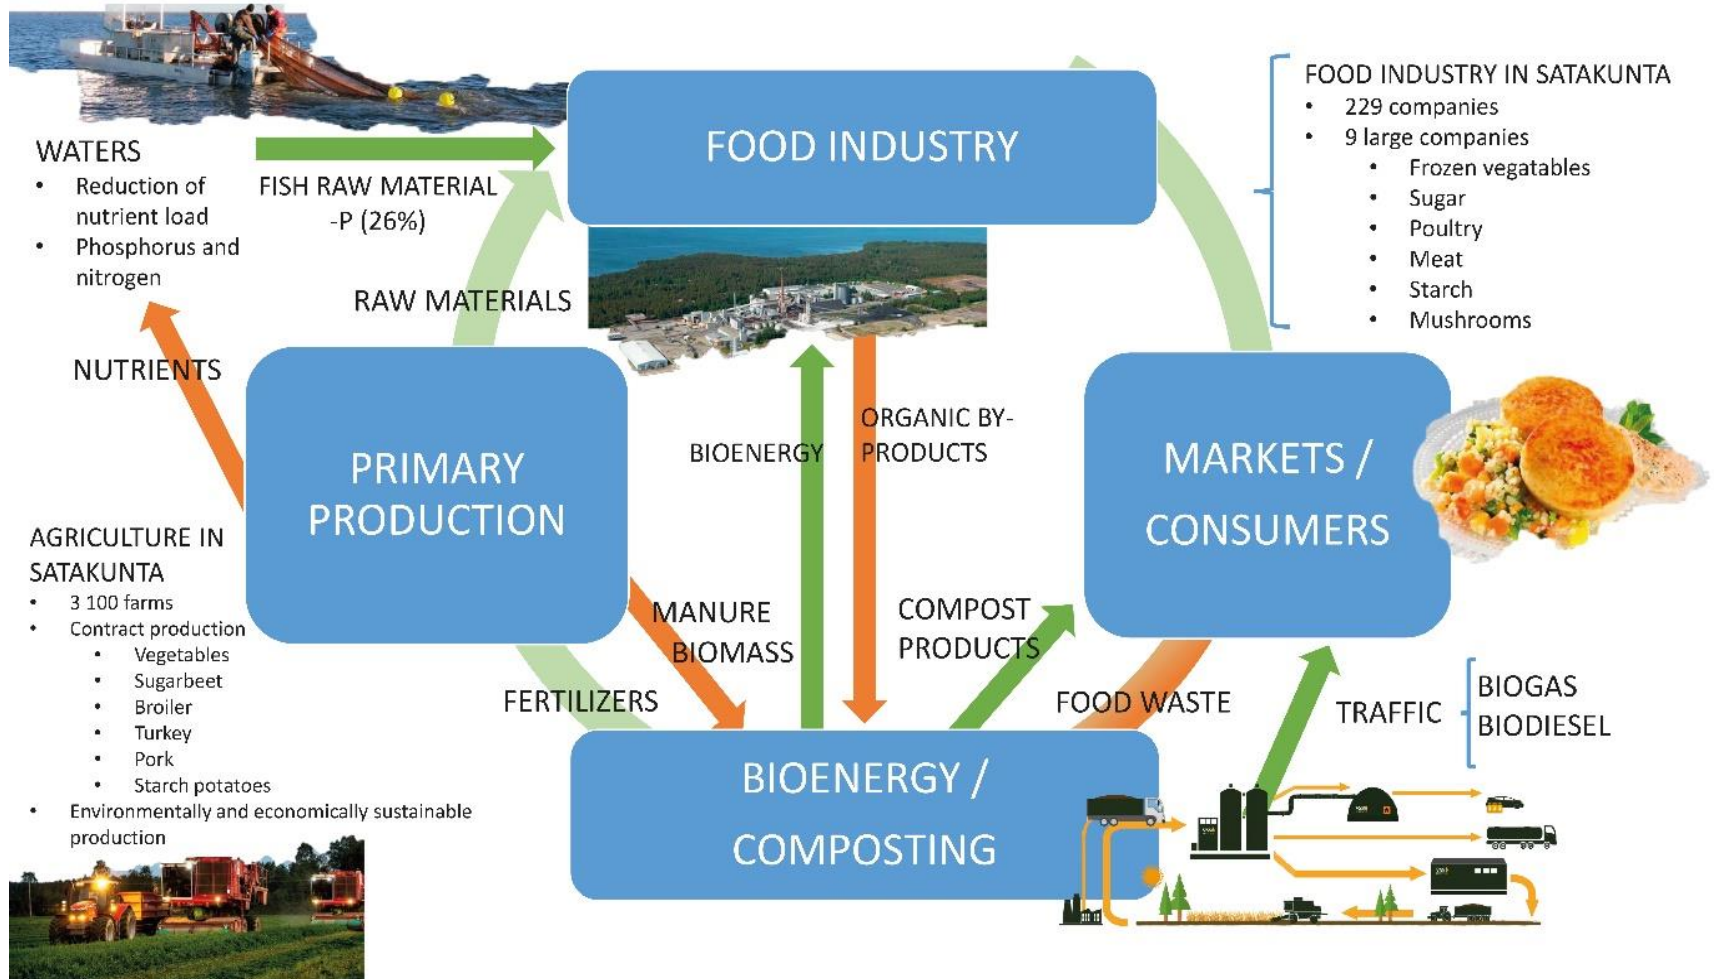 FOOD INDUSTRY
FOOD INDUSTRY IN SATAKUNTA
• 229 companies
• 9 large companies
• Frozen vegatables
• Sugar
• Poultry
• Meat
• Starch
• Mushrooms
WATERS
• Reduction of
nutrient load
• Phosphorus and
nitrogen
FISH RAW MATERIAL
-P (26%)
RAW MATERIALS
NUTRIENTS
PRIMARY
PRODUCTION
BIOENERGY
ORGANIC BY-
PRODUCTS
MARKETS /
CONSUMERS
AGRICULTURE IN
SATAKUNTA
• 3 100 farms
• Contract production
• Vegetables
• Sugarbeet
• Broiler
• Turkey
• Pork
• Starch potatoes
• Environmentally and economically sustainable
production
MANURE
BIOMASS
COMPOST
PRODUCTS
FERTILIZERS
FOOD WASTE
TRAFFIC
BIOGAS
BIODIESEL
BIOENERGY /
COMPOSTING